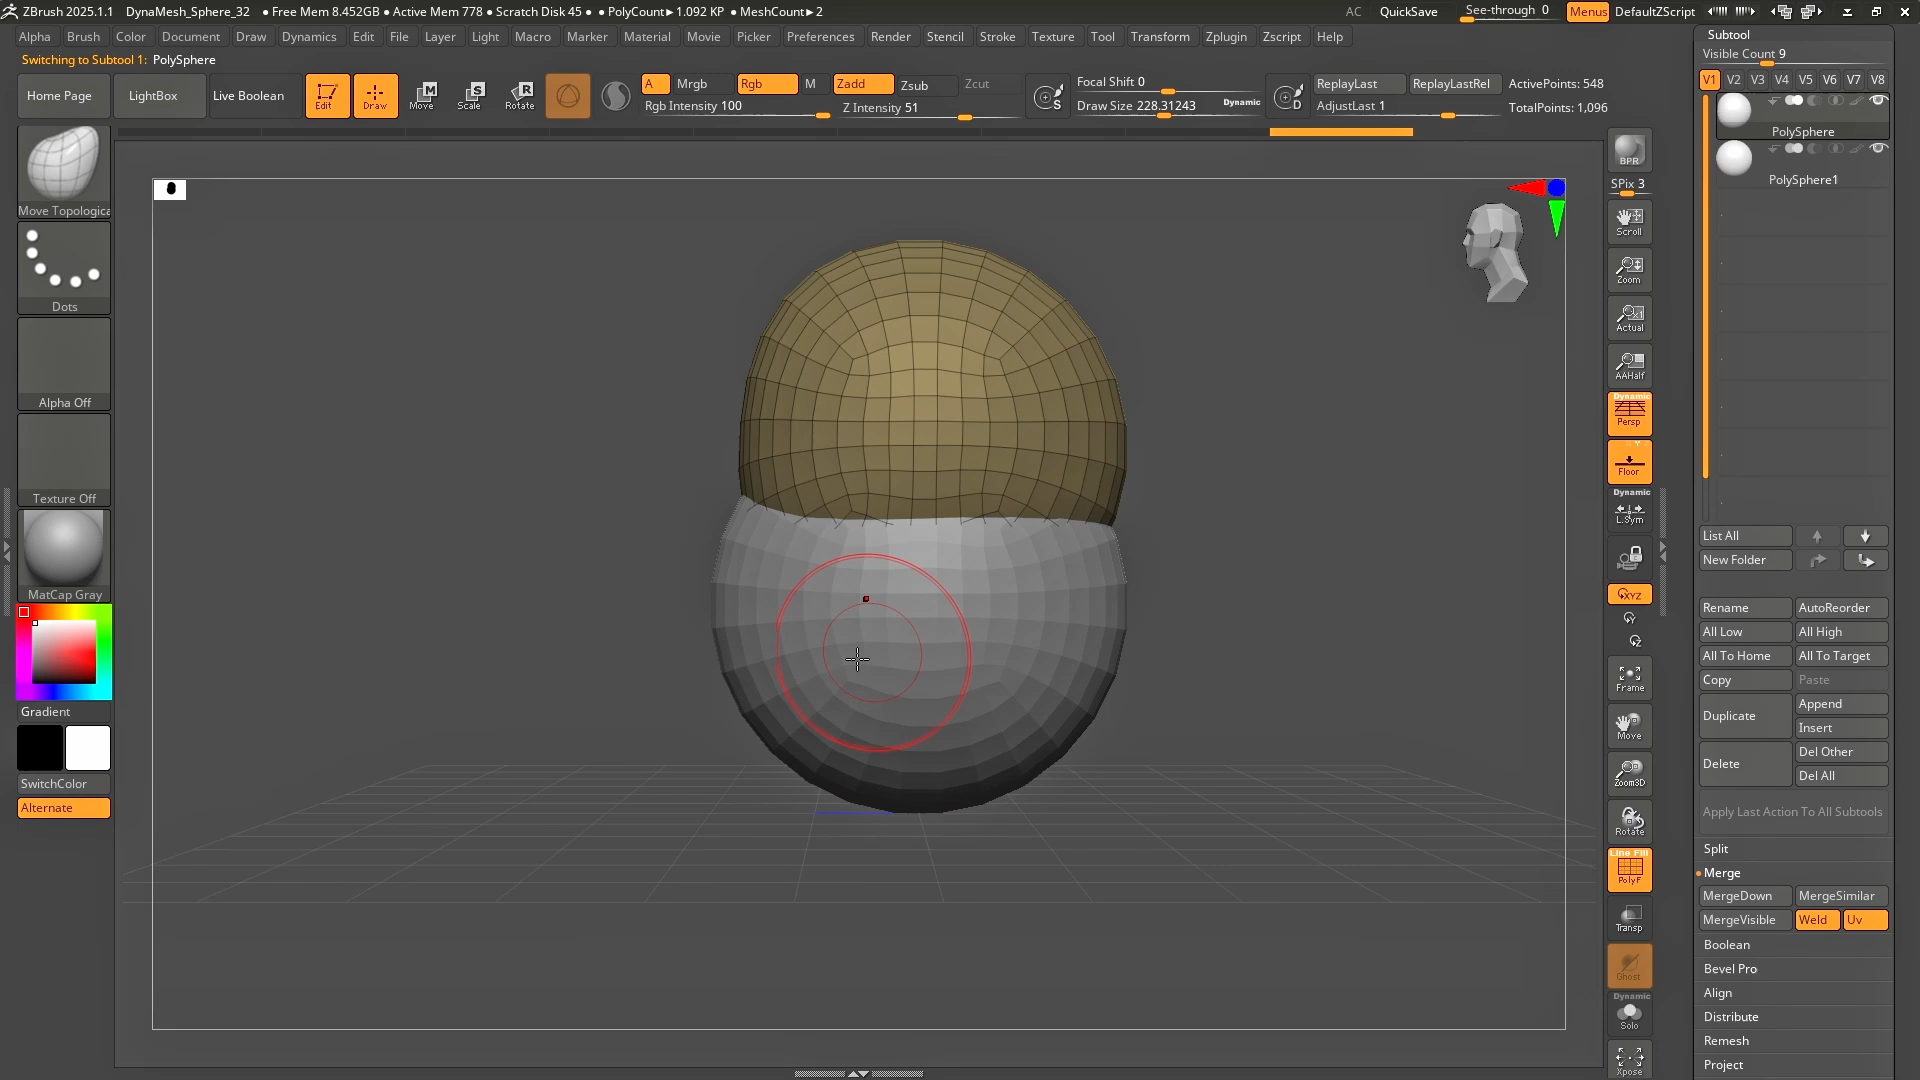 ZBrush 2025.1.1 DynaMesh_Sphere_32 ● Free Mem 8.452GB ● Active Mem 778 ● Scratch Disk 45 ● ● PolyCount► 1.092 KP ● MeshCount► 2 AC QuickSave See-through 0 Menus DefaultZScript
Alpha Brush Color Document Draw Dynamics Edit File Layer Light Macro Marker Material Movie Picker Preferences Render Stencil Stroke Texture Tool Transform Zplugin Zscript Help
Switching to Subtool 1: PolySphere
Home Page LightBox Live Boolean Edit Draw Move Scale Rotate
M S R
A Mrgb Rgb M Zadd Zsub Zcut
Rgb Intensity 100 Z Intensity 51
S Focal Shift 0
Draw Size 228.31243 Dynamic
D ReplayLast ReplayLastRel ActivePoints: 548
AdjustLast 1 TotalPoints: 1,096
Move Topologica
Dots
Alpha Off
Texture Off
MatCap Gray
Gradient
SwitchColor
Alternate
BPR
SPix 3
Scroll
Zoom
Actual
AAHalf
Dynamic
Persp
Floor
Dynamic
L.Sym
XYZ
Y
Z
Frame
Move
Zoom3D
Rotate
Line Fill
PolyF
Transp
Ghost
Dynamic
Solo
Xpose
Subtool
Visible Count 9
V1 V2 V3 V4 V5 V6 V7 V8
PolySphere
PolySphere1
List All
New Folder
Rename AutoReorder
All Low All High
All To Home All To Target
Copy Paste
Duplicate Append
Insert
Delete Del Other
Del All
Apply Last Action To All Subtools
Split
Merge
MergeDown MergeSimilar
MergeVisible Weld Uv
Boolean
Bevel Pro
Align
Distribute
Remesh
Project